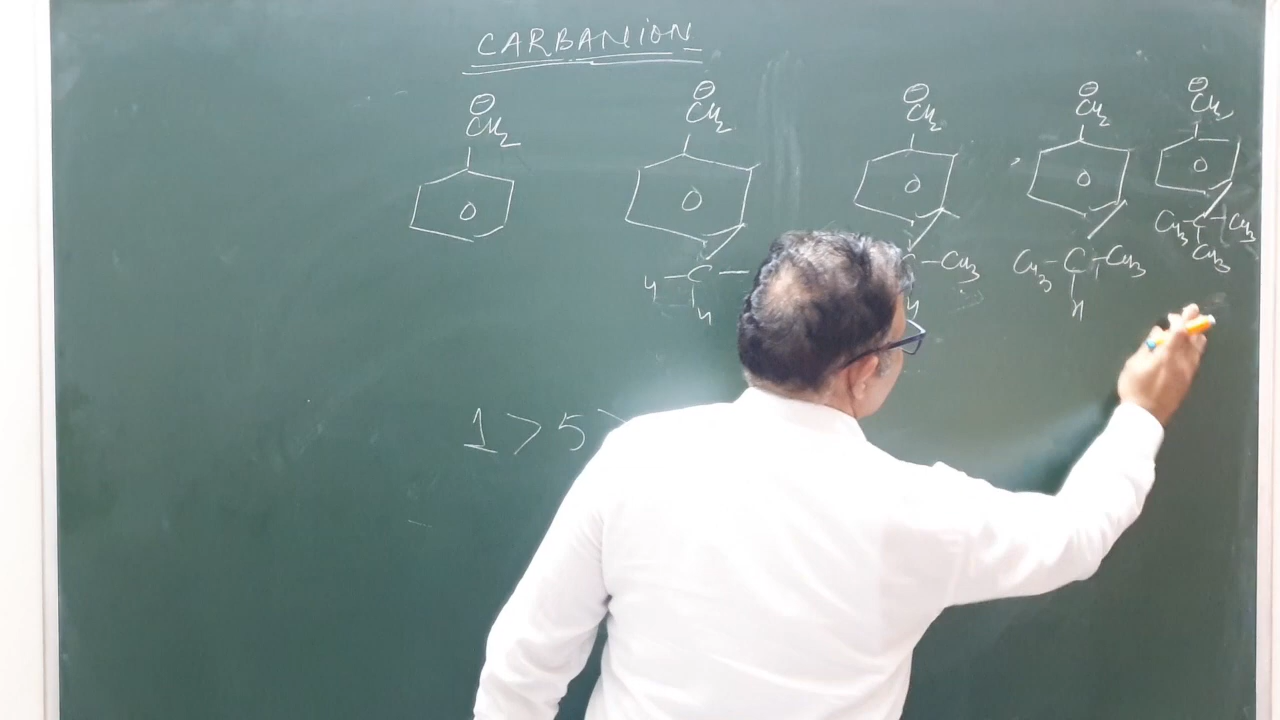 CARBANION
⊖ ⊖ ⊖ ⊖ ⊖
CH₂ CH₂ CH₂ CH₂ CH₂
CH₃ C CH₃
CH₃
H C C CH₃ CH₃ C CH₃
H H H
1 > 5 >